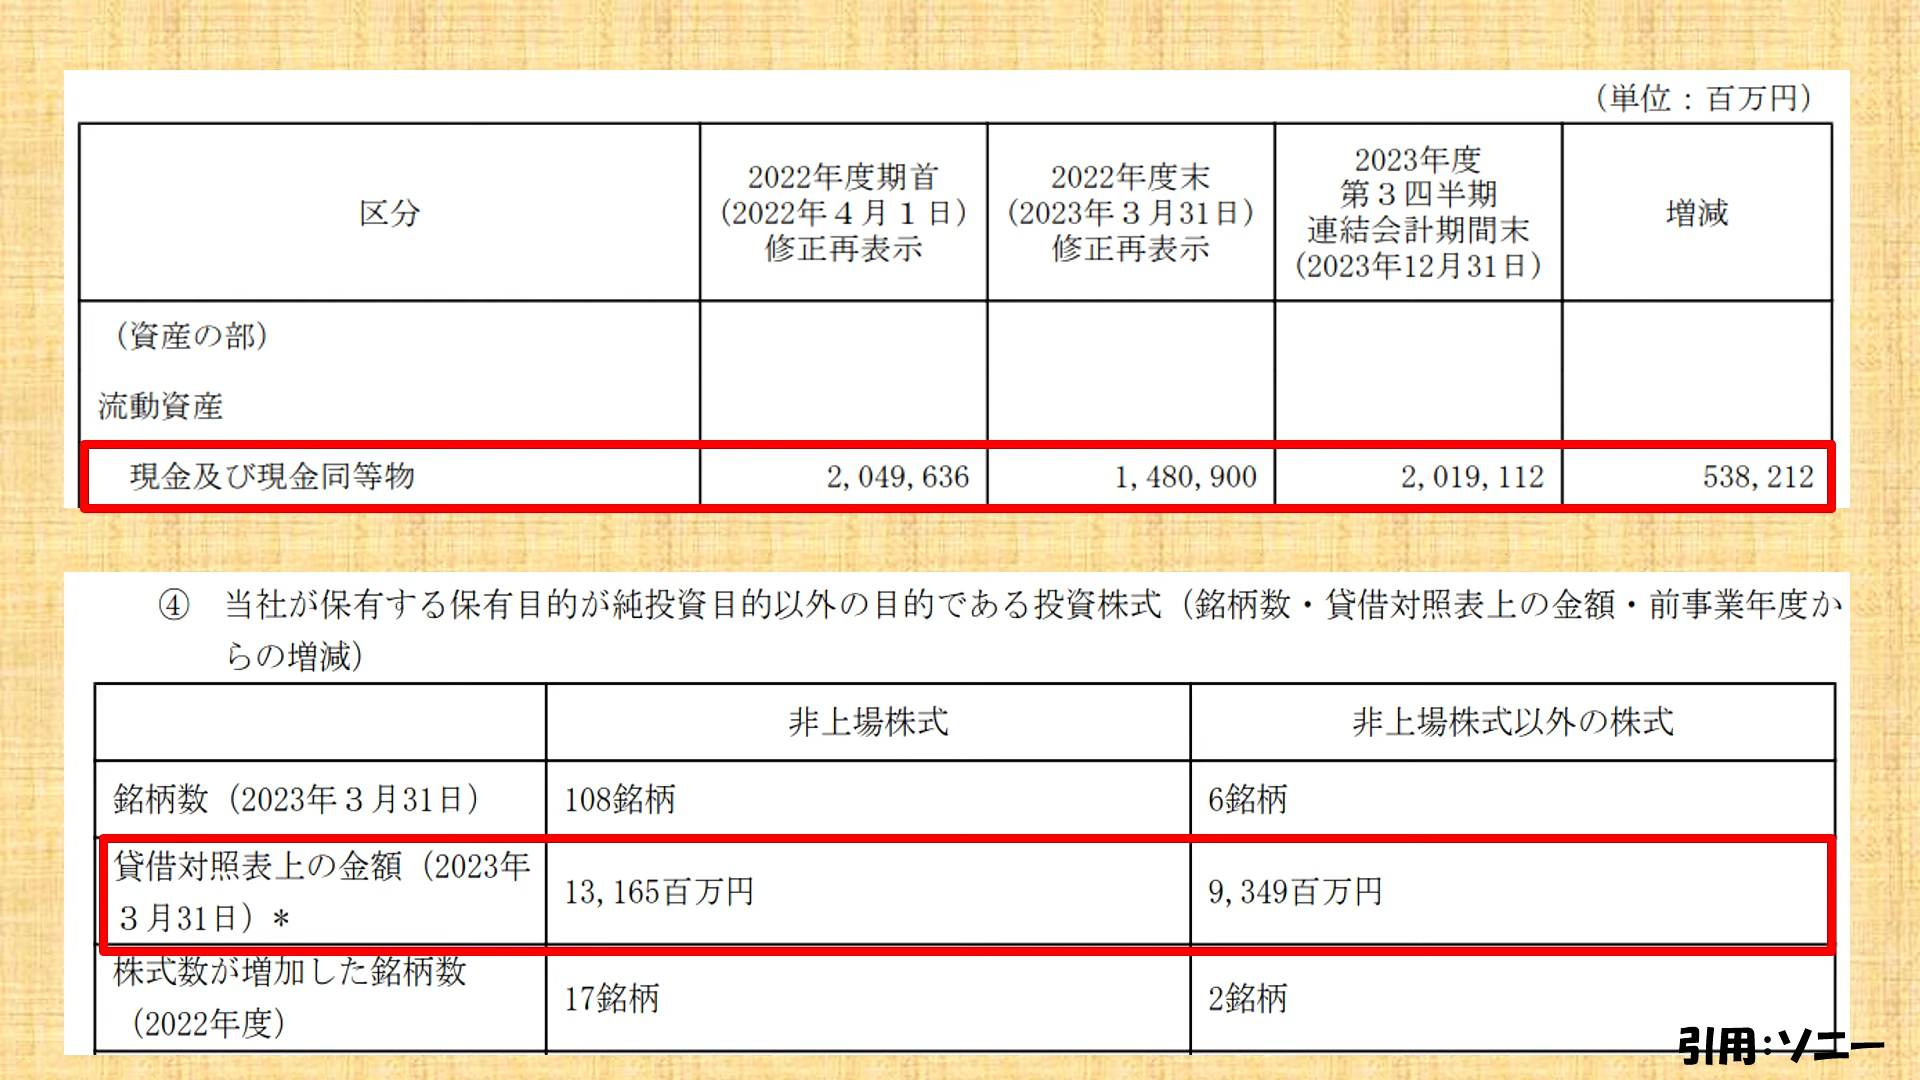 (単位：百万円)
区分
2022年度期首
(2022年４月１日)
修正再表示
2022年度末
(2023年３月31日)
修正再表示
2023年度
第３四半期
連結会計期間末
(2023年12月31日)
増減
(資産の部)
流動資産
現金及び現金同等物 2,049,636 1,480,900 2,019,112 538,212
④ 当社が保有する保有目的が純投資目的以外の目的である投資株式（銘柄数・貸借対照表上の金額・前事業年度か
らの増減）
非上場株式 非上場株式以外の株式
銘柄数（2023年３月31日） 108銘柄 6銘柄
貸借対照表上の金額（2023年
３月31日）＊
13,165百万円 9,349百万円
株式数が増加した銘柄数
（2022年度）
17銘柄 2銘柄
引用：ソニー